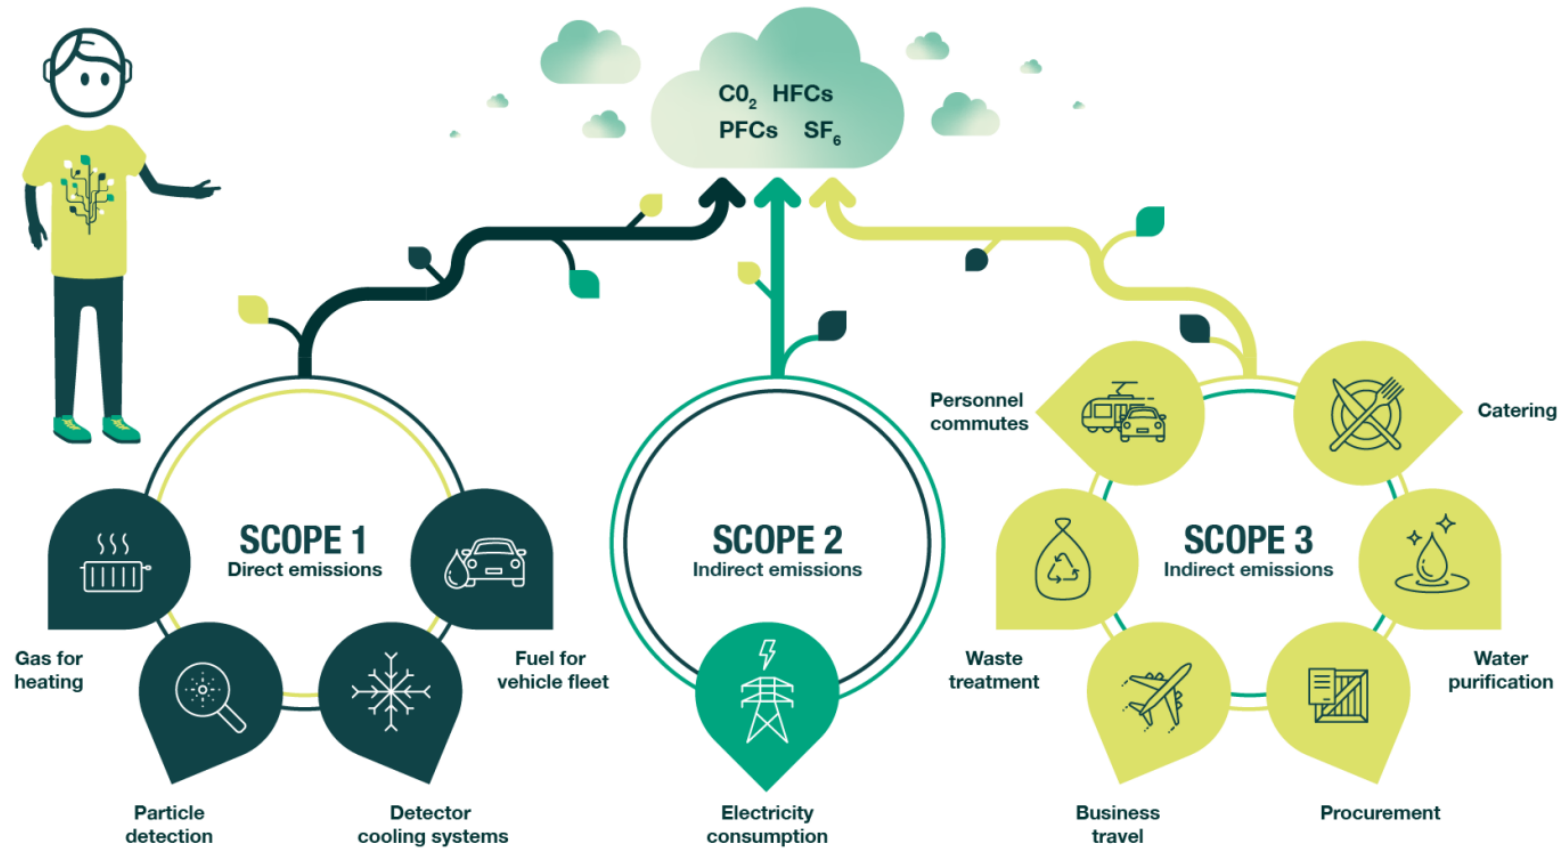 C0₂ HFCs
PFCs SF₆
SCOPE 1
Direct emissions
Gas for
heating
Particle
detection
Detector
cooling systems
Fuel for
vehicle fleet
SCOPE 2
Indirect emissions
Electricity
consumption
SCOPE 3
Indirect emissions
Personnel
commutes
Waste
treatment
Business
travel
Procurement
Water
purification
Catering